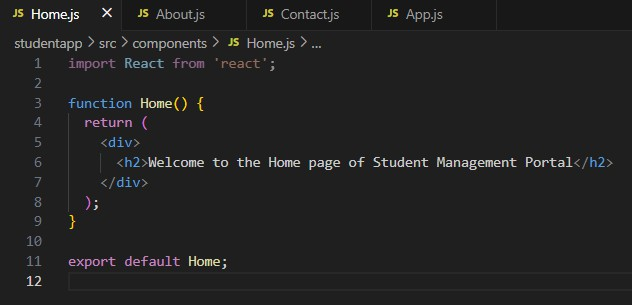 JS Home.js × JS About.js JS Contact.js JS App.js
studentapp > src > components > JS Home.js > ...
1 import React from 'react';
2
3 function Home() {
4   return (
5     <div>
6       <h2>Welcome to the Home page of Student Management Portal</h2>
7     </div>
8   );
9 }
10
11 export default Home;
12